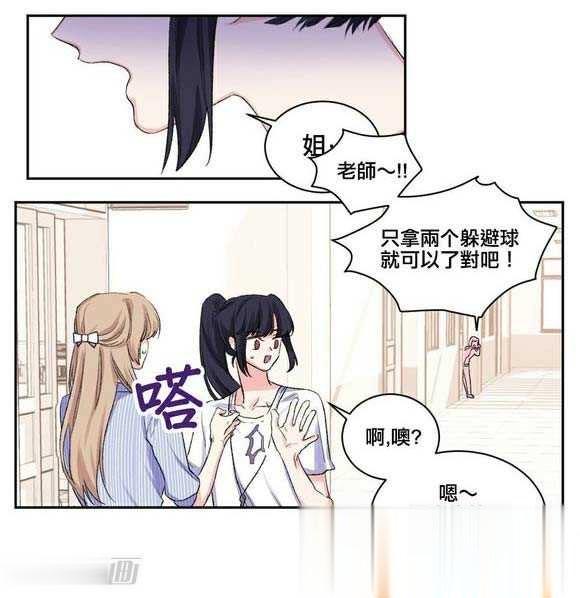 姐.
老師～!!
只拿兩个躲避球
就可以了對吧！
嗒
啊,噢?
嗯～